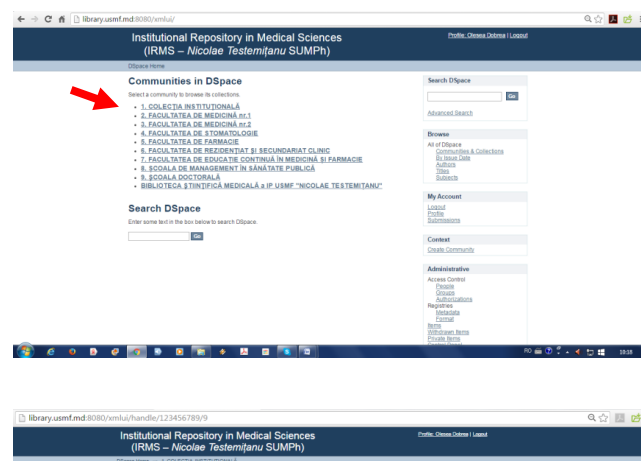 library.usmf.md:8080/xmlui/
Institutional Repository in Medical Sciences
(IRMS – Nicolae Testemițanu SUMPh)
Profile: Olesea Dobrea | Logout
DSpace Home
Communities in DSpace
Select a community to browse its collections.
1. COLECȚIA INSTITUȚIONALĂ
2. FACULTATEA DE MEDICINĂ nr.1
3. FACULTATEA DE MEDICINĂ nr.2
4. FACULTATEA DE STOMATOLOGIE
5. FACULTATEA DE FARMACIE
6. FACULTATEA DE REZIDENȚIAT ȘI SECUNDARIAT CLINIC
7. FACULTATEA DE EDUCAȚIE CONTINUĂ ÎN MEDICINĂ ȘI FARMACIE
8. ȘCOALA DE MANAGEMENT ÎN SĂNĂTATE PUBLICĂ
9. ȘCOALA DOCTORALĂ
BIBLIOTECA ȘTIINȚIFICĂ MEDICALĂ a IP USMF "NICOLAE TESTEMIȚANU"
Search DSpace
Enter some text in the box below to search DSpace.
Go
Search DSpace
Go
Advanced Search
Browse
All of DSpace
Communities & Collections
By Issue Date
Authors
Titles
Subjects
My Account
Logout
Profile
Submissions
Context
Create Community
Administrative
Access Control
People
Groups
Authorizations
Registries
Metadata
Format
Items
Withdrawn Items
Private Items
RO
library.usmf.md:8080/xmlui/handle/123456789/9
Institutional Repository in Medical Sciences
(IRMS – Nicolae Testemițanu SUMPh)
Profile: Olesea Dobrea | Logout